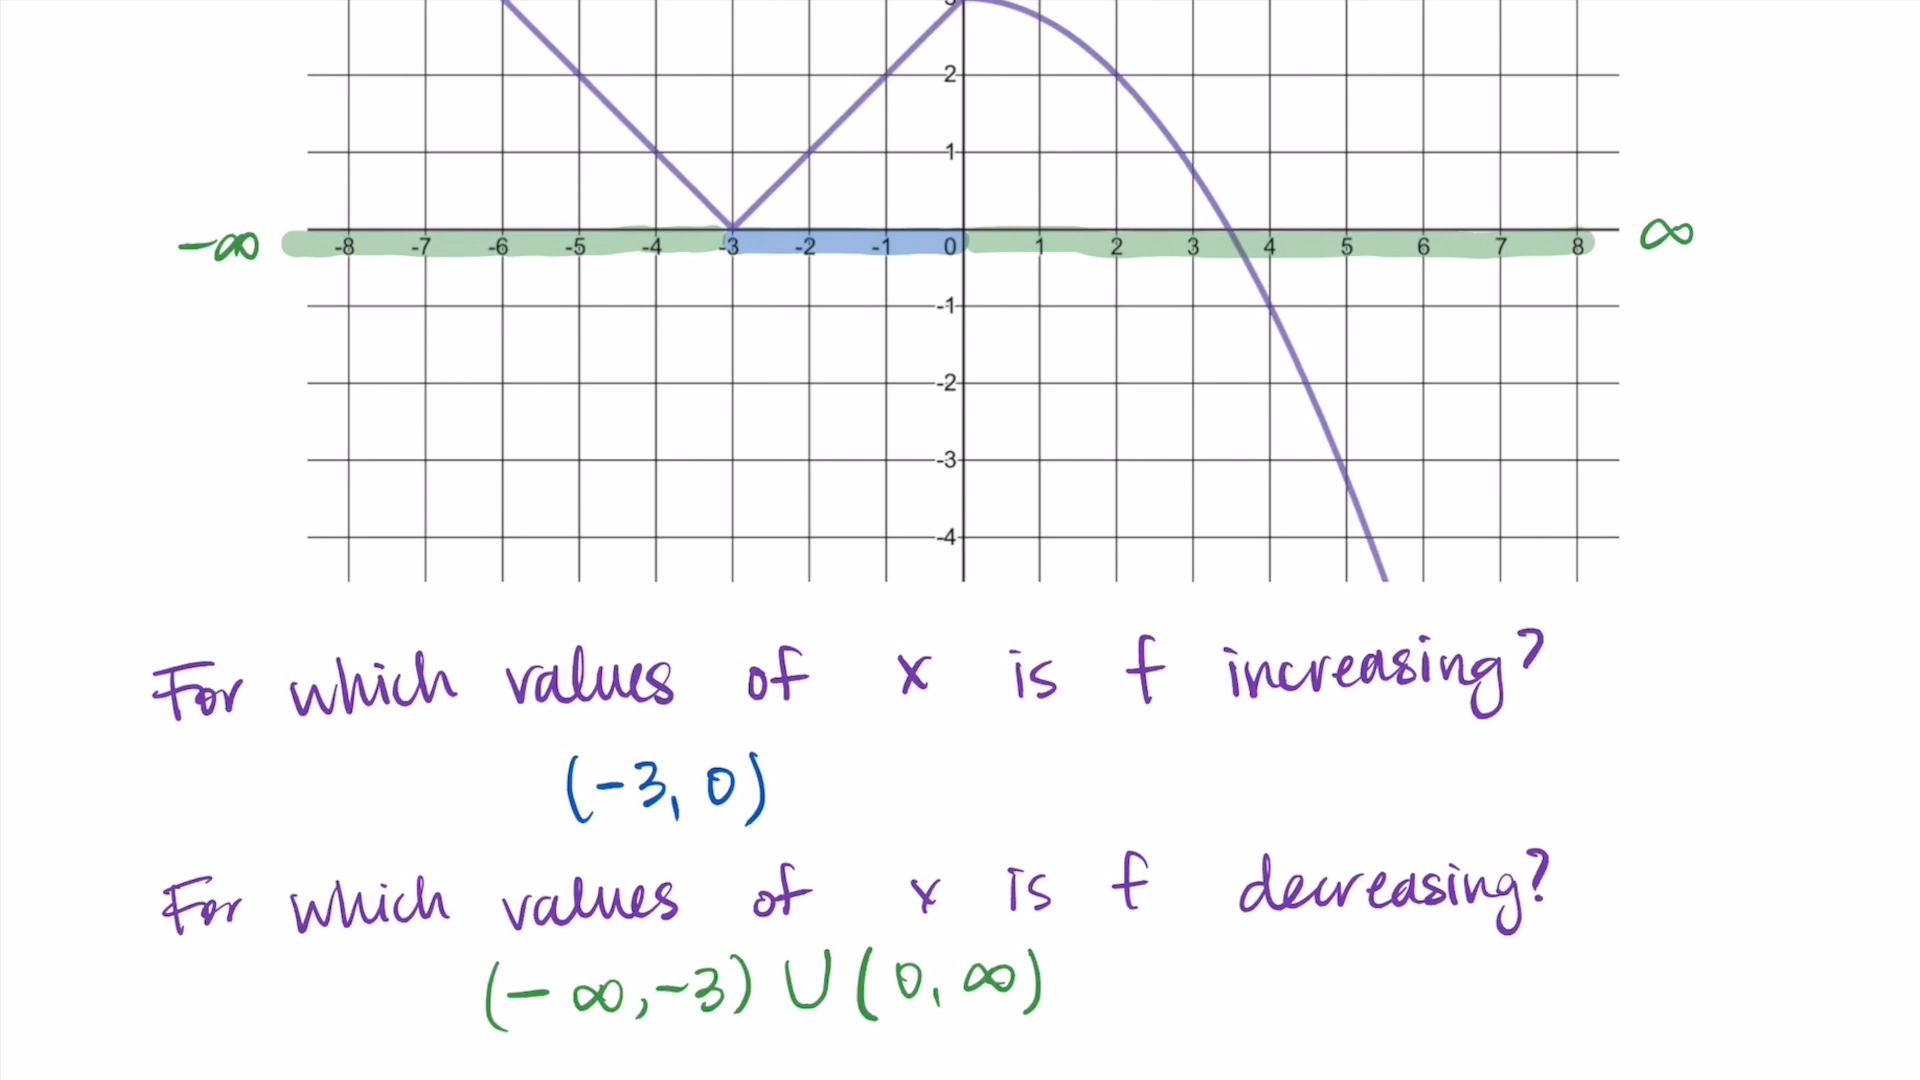 3
2
1
-∞ -8 -7 -6 -5 -4 -3 -2 -1 0 1 2 3 4 5 6 7 8 ∞
-1
-2
-3
-4
For which values of x is f increasing?
(-3, 0)
For which values of x is f decreasing?
(-∞,-3) ∪ (0, ∞)